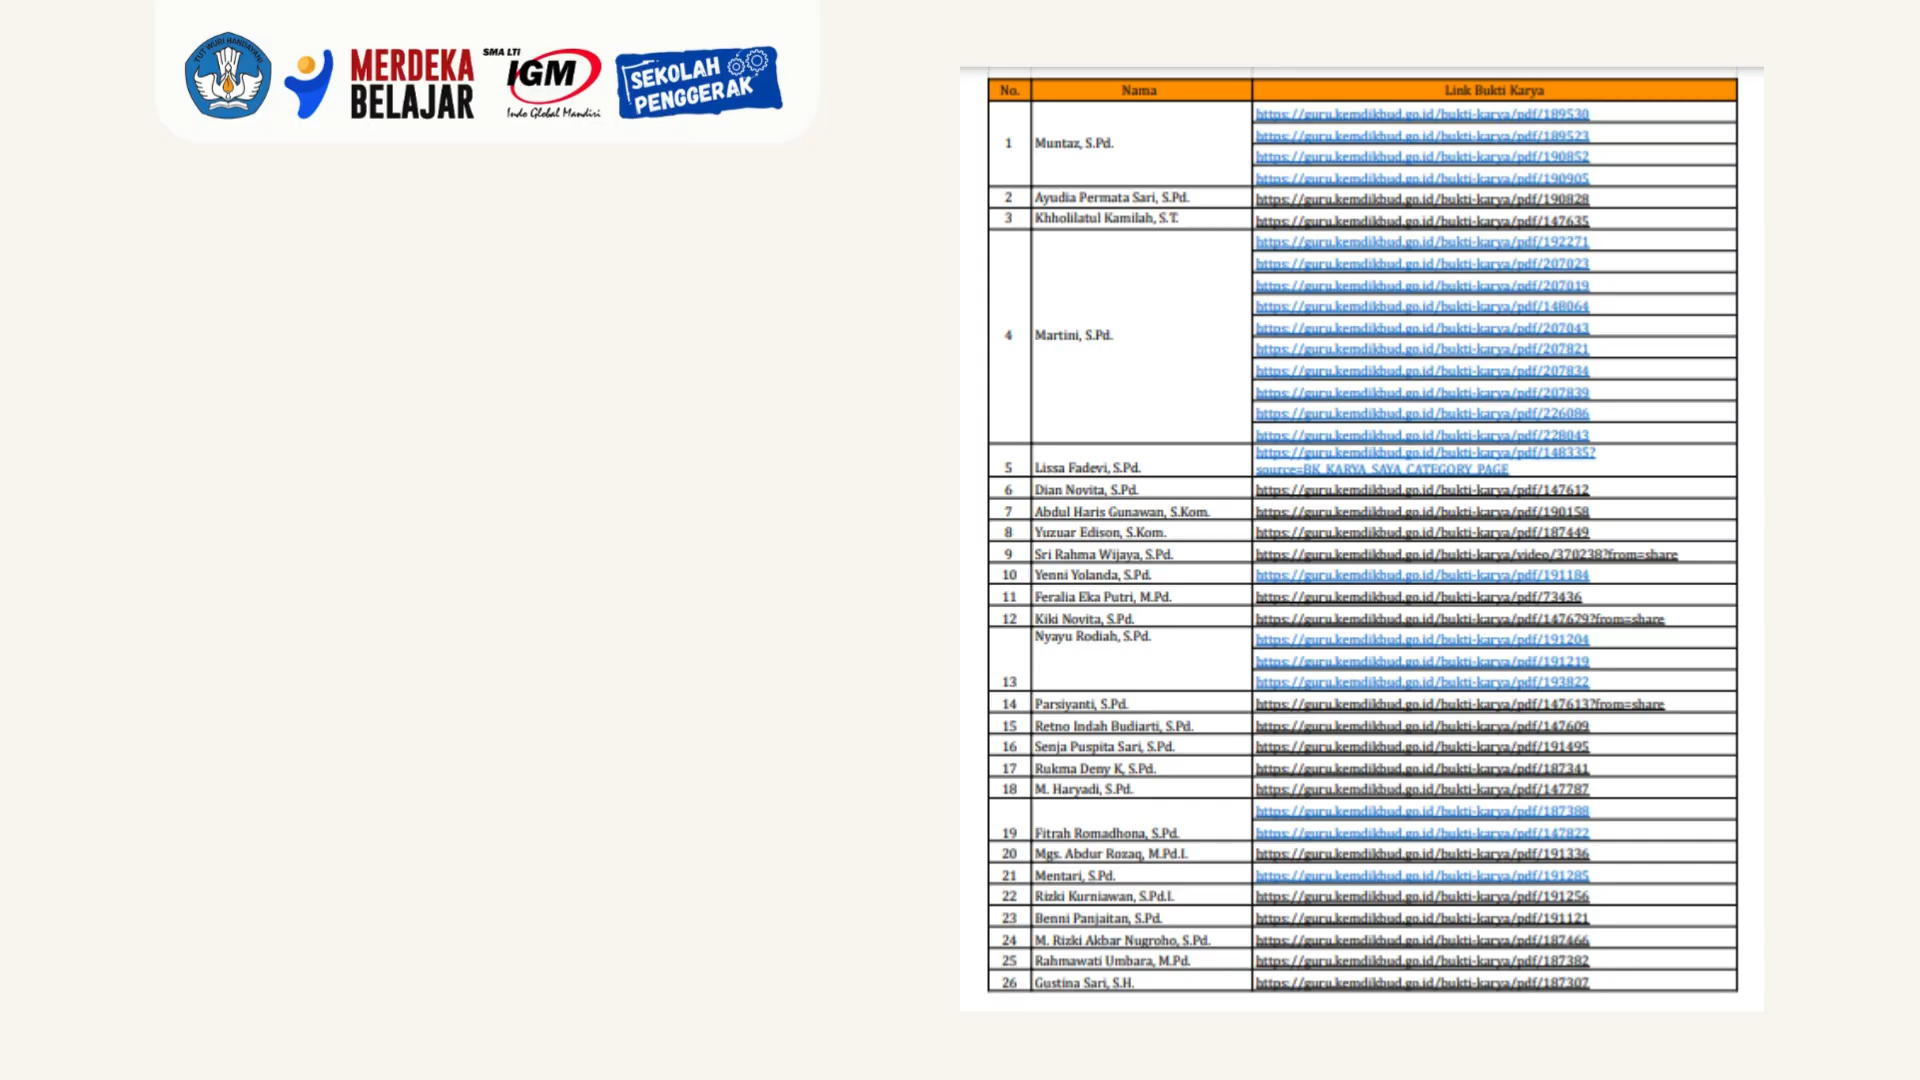 TUT WURI HANDAYANI
MERDEKA
BELAJAR
SMA LTI
IGM
Indo Global Mandiri
SEKOLAH
PENGGERAK
No. Nama Link Bukti Karya
1 Muntaz, S.Pd. https://guru.kemdikbud.go.id/bukti-karya/pdf/189530
https://guru.kemdikbud.go.id/bukti-karya/pdf/189523
https://guru.kemdikbud.go.id/bukti-karya/pdf/190852
https://guru.kemdikbud.go.id/bukti-karya/pdf/190905
2 Ayudia Permata Sari, S.Pd. https://guru.kemdikbud.go.id/bukti-karya/pdf/190828
3 Khholilatul Kamilah, S.T. https://guru.kemdikbud.go.id/bukti-karya/pdf/147635
4 Martini, S.Pd. https://guru.kemdikbud.go.id/bukti-karya/pdf/192271
https://guru.kemdikbud.go.id/bukti-karya/pdf/207023
https://guru.kemdikbud.go.id/bukti-karya/pdf/207019
https://guru.kemdikbud.go.id/bukti-karya/pdf/148064
https://guru.kemdikbud.go.id/bukti-karya/pdf/207043
https://guru.kemdikbud.go.id/bukti-karya/pdf/207821
https://guru.kemdikbud.go.id/bukti-karya/pdf/207834
https://guru.kemdikbud.go.id/bukti-karya/pdf/207839
https://guru.kemdikbud.go.id/bukti-karya/pdf/226086
https://guru.kemdikbud.go.id/bukti-karya/pdf/228043
5 Lissa Fadevi, S.Pd. https://guru.kemdikbud.go.id/bukti-karya/pdf/148335?
source=BK_KARYA_SAYA_CATEGORY_PAGE
6 Dian Novita, S.Pd. https://guru.kemdikbud.go.id/bukti-karya/pdf/147612
7 Abdul Haris Gunawan, S.Kom. https://guru.kemdikbud.go.id/bukti-karya/pdf/190158
8 Yuzuar Edison, S.Kom. https://guru.kemdikbud.go.id/bukti-karya/pdf/187449
9 Sri Rahma Wijaya, S.Pd. https://guru.kemdikbud.go.id/bukti-karya/video/370238?from=share
10 Yenni Yolanda, S.Pd. https://guru.kemdikbud.go.id/bukti-karya/pdf/191184
11 Feralia Eka Putri, M.Pd. https://guru.kemdikbud.go.id/bukti-karya/pdf/73436
12 Kiki Novita, S.Pd. https://guru.kemdikbud.go.id/bukti-karya/pdf/147679?from=share
13 Nyayu Rodiah, S.Pd. https://guru.kemdikbud.go.id/bukti-karya/pdf/191204
https://guru.kemdikbud.go.id/bukti-karya/pdf/191219
https://guru.kemdikbud.go.id/bukti-karya/pdf/193822
14 Parsiyanti, S.Pd. https://guru.kemdikbud.go.id/bukti-karya/pdf/147613?from=share
15 Retno Indah Budiarti, S.Pd. https://guru.kemdikbud.go.id/bukti-karya/pdf/147609
16 Senja Puspita Sari, S.Pd. https://guru.kemdikbud.go.id/bukti-karya/pdf/191495
17 Rukma Deny K, S.Pd. https://guru.kemdikbud.go.id/bukti-karya/pdf/187341
18 M. Haryadi, S.Pd. https://guru.kemdikbud.go.id/bukti-karya/pdf/147787
19 Fitrah Romadhona, S.Pd. https://guru.kemdikbud.go.id/bukti-karya/pdf/187388
https://guru.kemdikbud.go.id/bukti-karya/pdf/147822
20 Mgs. Abdur Rozaq, M.Pd.I. https://guru.kemdikbud.go.id/bukti-karya/pdf/191336
21 Mentari, S.Pd. https://guru.kemdikbud.go.id/bukti-karya/pdf/191285
22 Rizki Kurniawan, S.Pd.I. https://guru.kemdikbud.go.id/bukti-karya/pdf/191256
23 Benni Panjaitan, S.Pd. https://guru.kemdikbud.go.id/bukti-karya/pdf/191121
24 M. Rizki Akbar Nugroho, S.Pd. https://guru.kemdikbud.go.id/bukti-karya/pdf/187466
25 Rahmawati Umbara, M.Pd. https://guru.kemdikbud.go.id/bukti-karya/pdf/187382
26 Gustina Sari, S.H. https://guru.kemdikbud.go.id/bukti-karya/pdf/187307